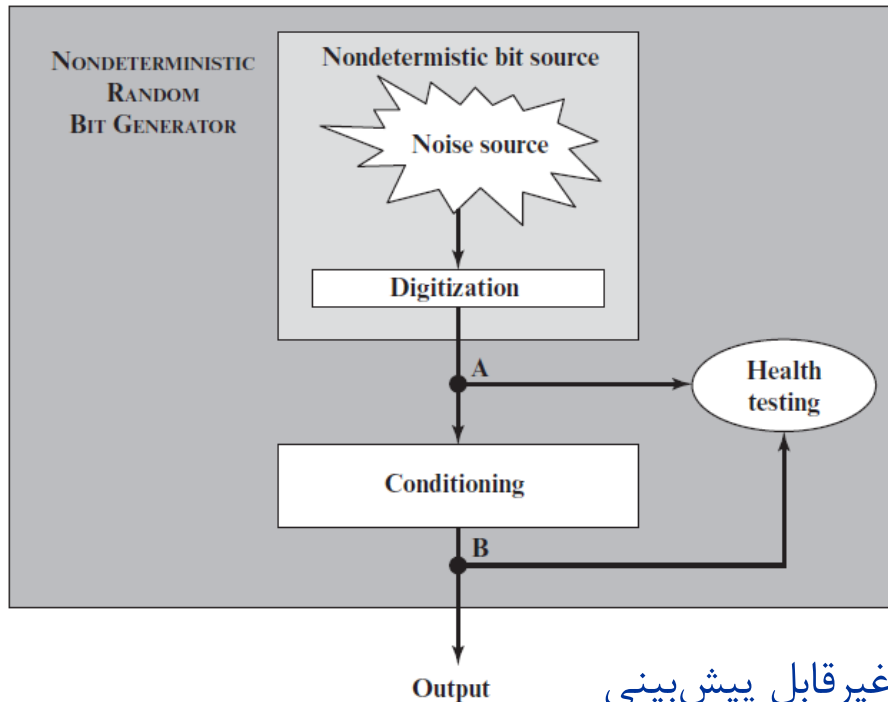 NONDETERMINISTIC
RANDOM
BIT GENERATOR
Nondetermistic bit source
Noise source
Digitization
A
Health
testing
Conditioning
B
Output
غیرقابل پیش‌بینی